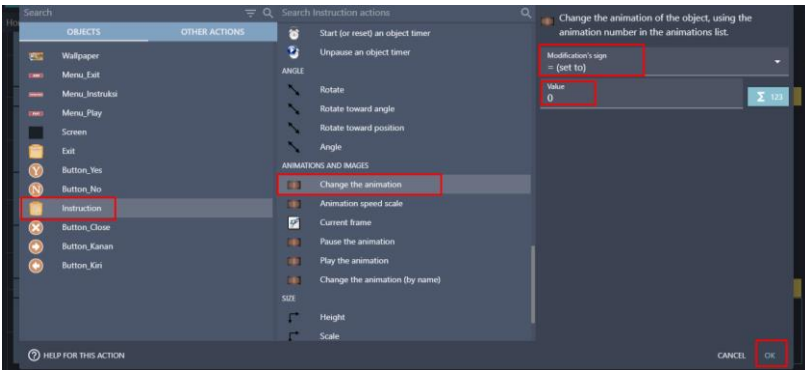 Search
OBJECTS
OTHER ACTIONS
Wallpaper
Menu_Exit
Menu_Instruksi
Menu_Play
Screen
Exit
Button_Yes
Button_No
Instruction
Button_Close
Button_Kanan
Button_Kiri
HELP FOR THIS ACTION
Search Instruction actions
Start (or reset) an object timer
Unpause an object timer
ANGLE
Rotate
Rotate toward angle
Rotate toward position
Angle
ANIMATIONS AND IMAGES
Change the animation
Animation speed scale
Current frame
Pause the animation
Play the animation
Change the animation (by name)
SIZE
Height
Scale
Change the animation of the object, using the
animation number in the animations list.
Modification's sign
= (set to)
Value
0
Σ 123
CANCEL
OK